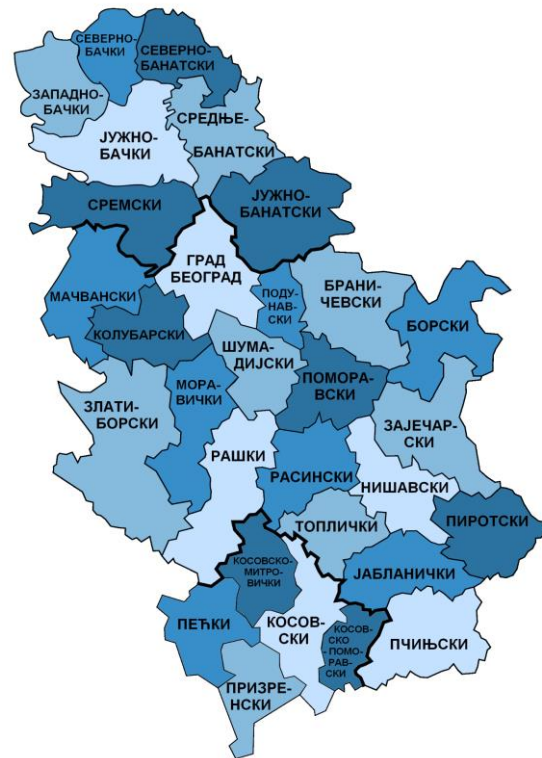 СЕВЕРНО-
БАЧКИ
СЕВЕРНО-
БАНАТСКИ
ЗАПАДНО-
БАЧКИ
СРЕДЊЕ-
БАНАТСКИ
ЈУЖНО-
БАЧКИ
ЈУЖНО-
БАНАТСКИ
СРЕМСКИ
ГРАД
БЕОГРАД
МАЧВАНСКИ
ПОДУ-
НАВ-
СКИ
БРАНИ-
ЧЕВСКИ
БОРСКИ
КОЛУБАРСКИ
ШУМА-
ДИЈСКИ
ПОМОРА-
ВСКИ
ЗЛАТИ-
БОРСКИ
МОРА-
ВИЧКИ
ЗАЈЕЧАР-
СКИ
РАШКИ
РАСИНСКИ
НИШАВСКИ
ПИРОТСКИ
ТОПЛИЧКИ
ЈАБЛАНИЧКИ
КОСОВСКО-
МИТРО-
ВИЧКИ
ПЕЋКИ
КОСОВ-
СКИ
КОСОВ-
СКО
-ПОМО-
РАВ-
СКИ
ПЧИЊСКИ
ПРИЗРЕ-
НСКИ